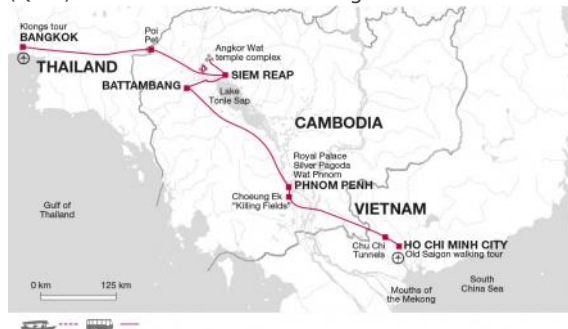 Klongs tour
BANGKOK
Poi
Pet
Angkor Wat
temple complex
THAILAND
SIEM REAP
BATTAMBANG
Lake
Tonle Sap
CAMBODIA
Royal Palace
Silver Pagoda
Wat Phnom
PHNOM PENH
Choeung Ek
"Killing Fields"
VIETNAM
Gulf of
Thailand
Chu Chi
Tunnels
HO CHI MINH CITY
Old Saigon walking tour
0 km
125 km
Mouths of
the Mekong
South
China Sea